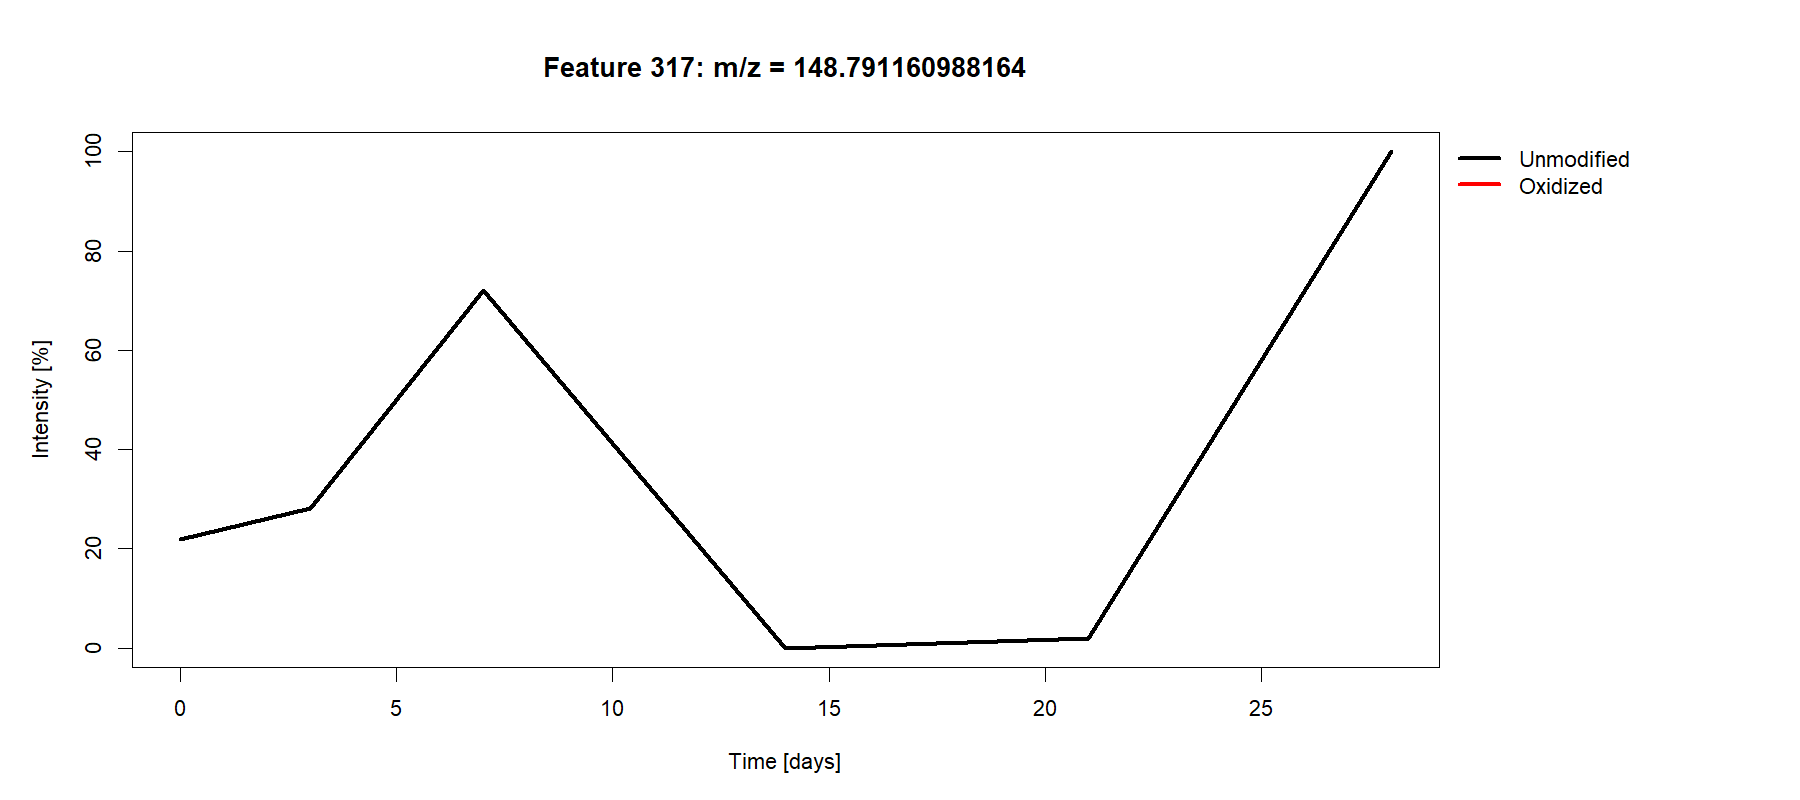 Feature 317: m/z = 148.791160988164
100
80
60
40
20
0
Intensity [%]
0 5 10 15 20 25
Time [days]
Unmodified
Oxidized